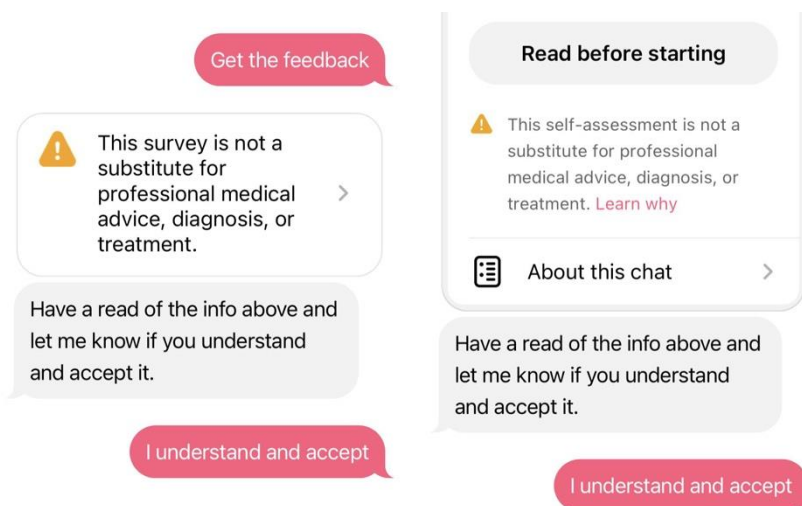 Get the feedback
This survey is not a
substitute for
professional medical
advice, diagnosis, or
treatment.
Have a read of the info above and
let me know if you understand
and accept it.
I understand and accept
Read before starting
This self-assessment is not a
substitute for professional
medical advice, diagnosis, or
treatment. Learn why
About this chat
Have a read of the info above and
let me know if you understand
and accept it.
I understand and accept